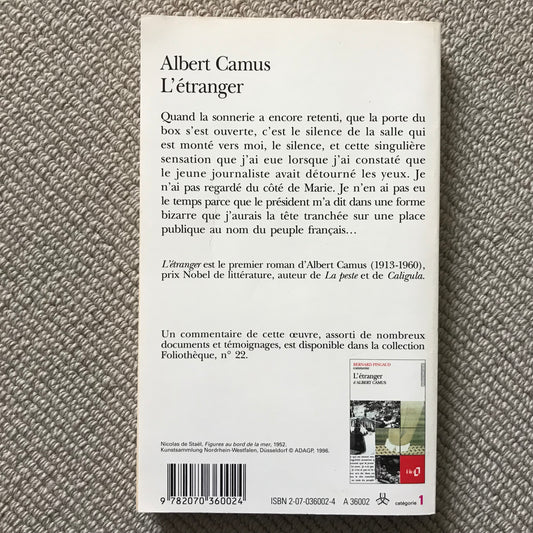 Albert Camus
L'étranger
Quand la sonnerie a encore retenti, que la porte du
box s'est ouverte, c'est le silence de la salle qui
est monté vers moi, le silence, et cette singulière
sensation que j'ai eue lorsque j'ai constaté que
le jeune journaliste avait détourné les yeux. Je
n'ai pas regardé du côté de Marie. Je n'en ai pas eu
le temps parce que le président m'a dit dans une forme
bizarre que j'aurais la tête tranchée sur une place
publique au nom du peuple français...
L'étranger est le premier roman d'Albert Camus (1913-1960),
prix Nobel de littérature, auteur de La peste et de Caligula.
Un commentaire de cette œuvre, assorti de nombreux
documents et témoignages, est disponible dans la collection
Foliothèque, n° 22.
BERNARD PINGAUD
commente
L'étranger
d'ALBERT CAMUS
Nicolas de Staël, Figures au bord de la mer, 1952.
Kunstsammlung Nordrhein-Westfalen, Düsseldorf © ADAGP, 1996.
9 782070 360024
ISBN 2-07-036002-4
A 36002
catégorie 1